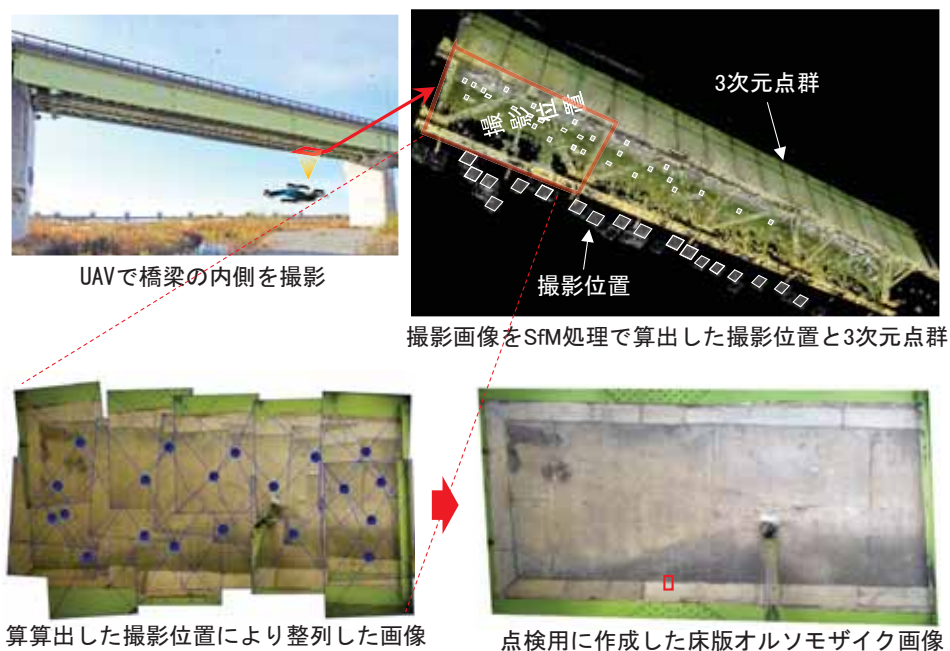 3次元点群
撮影位置
撮影位置
UAVで橋梁の内側を撮影
撮影画像をSfM処理で算出した撮影位置と3次元点群
算算出した撮影位置により整列した画像
点検用に作成した床版オルソモザイク画像